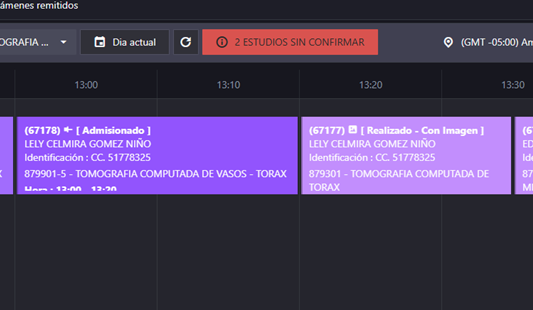 ámenes remitidos
OGRAFIA ...
Dia actual
2 ESTUDIOS SIN CONFIRMAR
(GMT -05:00) Am
13:00
13:10
13:20
13:30
(67178) [ Admisionado ]
LELY CELMIRA GOMEZ NIÑO
Identificación : CC. 51778325
879901-5 - TOMOGRAFIA COMPUTADA DE VASOS - TORAX
Hora : 13:00 - 13:20
(67177) [ Realizado - Con Imagen ]
LELY CELMIRA GOMEZ NIÑO
Identificación : CC. 51778325
879301 - TOMOGRAFIA COMPUTADA DE
TORAX
X
(6
ED
Ide
87